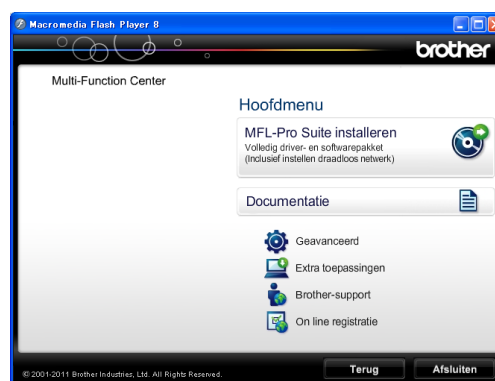 Macromedia Flash Player 8
brother
Multi-Function Center
Hoofdmenu
MFL-Pro Suite installeren
Volledig driver- en softwarepakket
(Inclusief instellen draadloos netwerk)
Documentatie
Geavanceerd
Extra toepassingen
Brother-support
On line registratie
© 2001-2011 Brother Industries, Ltd. All Rights Reserved.
Terug
Afsluiten